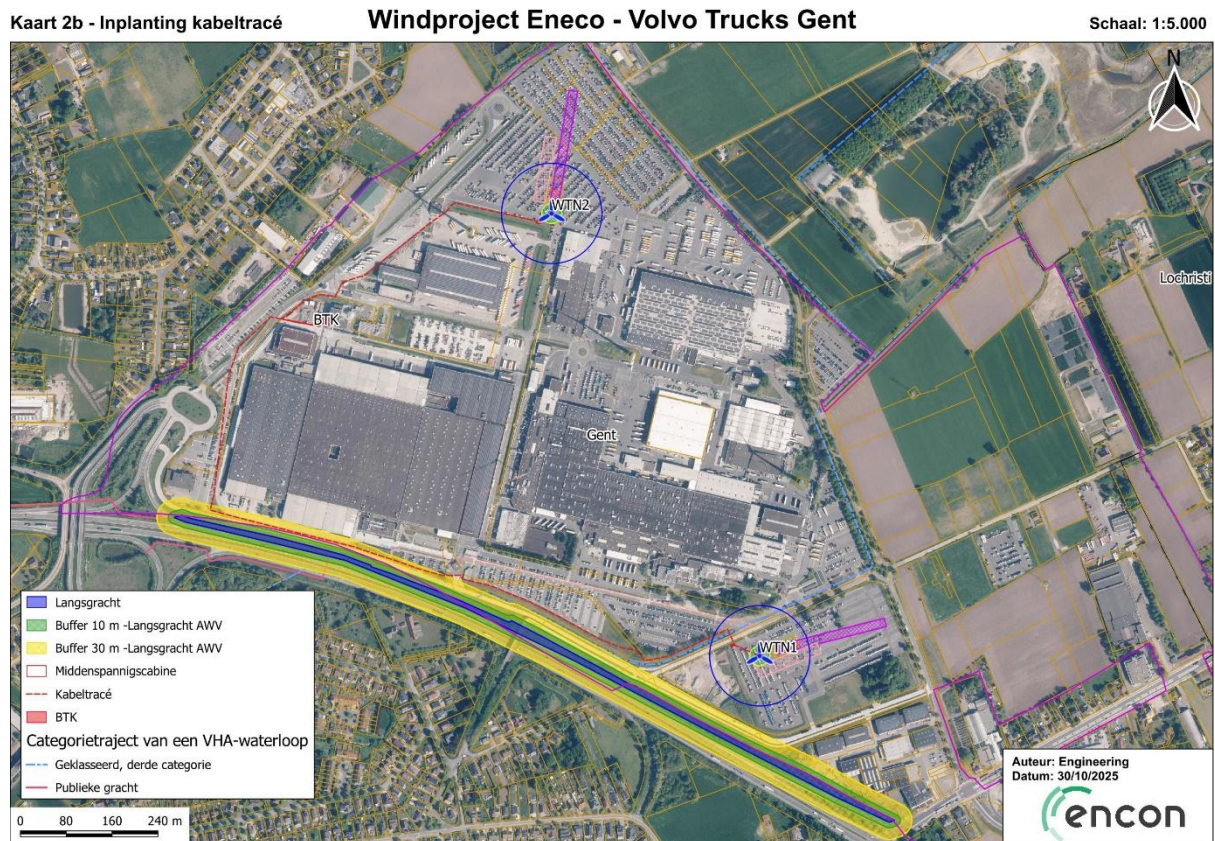 Kaart 2b - Inplanting kabeltracé
Windproject Eneco - Volvo Trucks Gent
Schaal: 1:5.000
N
WTN2
Lochristi
BTK
Gent
WTN1
Langsgracht
Buffer 10 m -Langsgracht AWV
Buffer 30 m -Langsgracht AWV
Middenspannigscabine
Kabeltracé
BTK
Categorietraject van een VHA-waterloop
Geklasseerd, derde categorie
Publieke gracht
0 80 160 240 m
Auteur: Engineering
Datum: 30/10/2025
encon